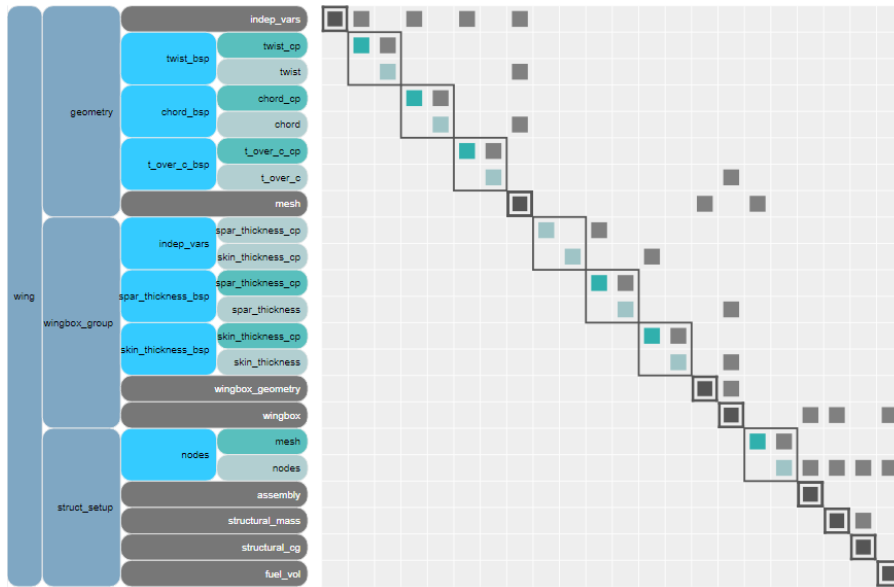 wing
geometry
indep_vars
twist_bsp
twist_cp
twist
chord_bsp
chord_cp
chord
t_over_c_bsp
t_over_c_cp
t_over_c
mesh
wingbox_group
indep_vars
spar_thickness_cp
skin_thickness_cp
spar_thickness_bsp
spar_thickness_cp
spar_thickness
skin_thickness_bsp
skin_thickness_cp
skin_thickness
wingbox_geometry
wingbox
struct_setup
nodes
mesh
nodes
assembly
structural_mass
structural_cg
fuel_vol